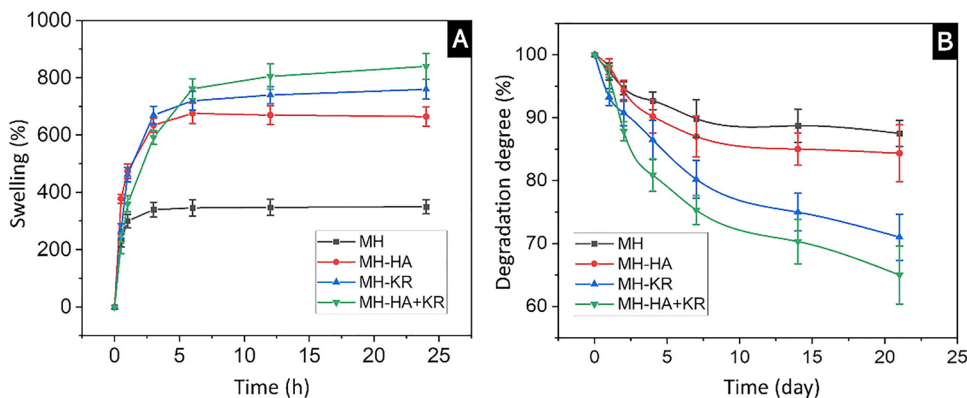 A
Swelling (%)
1000
800
600
400
200
0
MH
MH-HA
MH-KR
MH-HA+KR
0 5 10 15 20 25
Time (h)
B
Degradation degree (%)
100
90
80
70
60
MH
MH-HA
MH-KR
MH-HA+KR
0 5 10 15 20 25
Time (day)